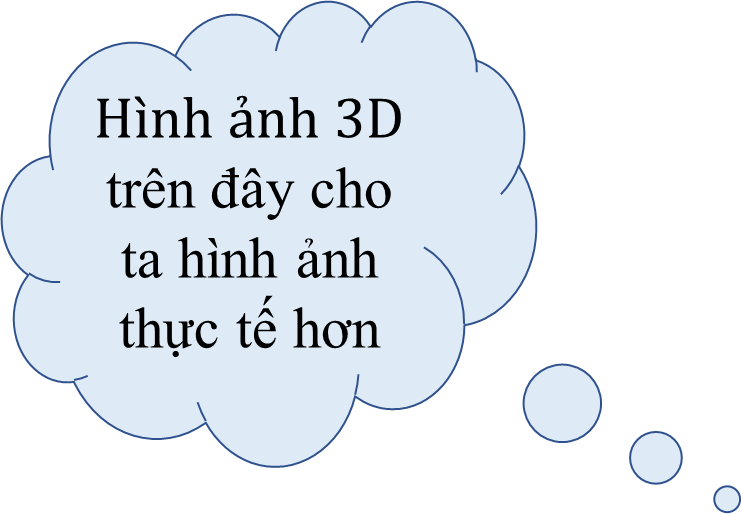 Hình ảnh 3D
trên đây cho
ta hình ảnh
thực tế hơn